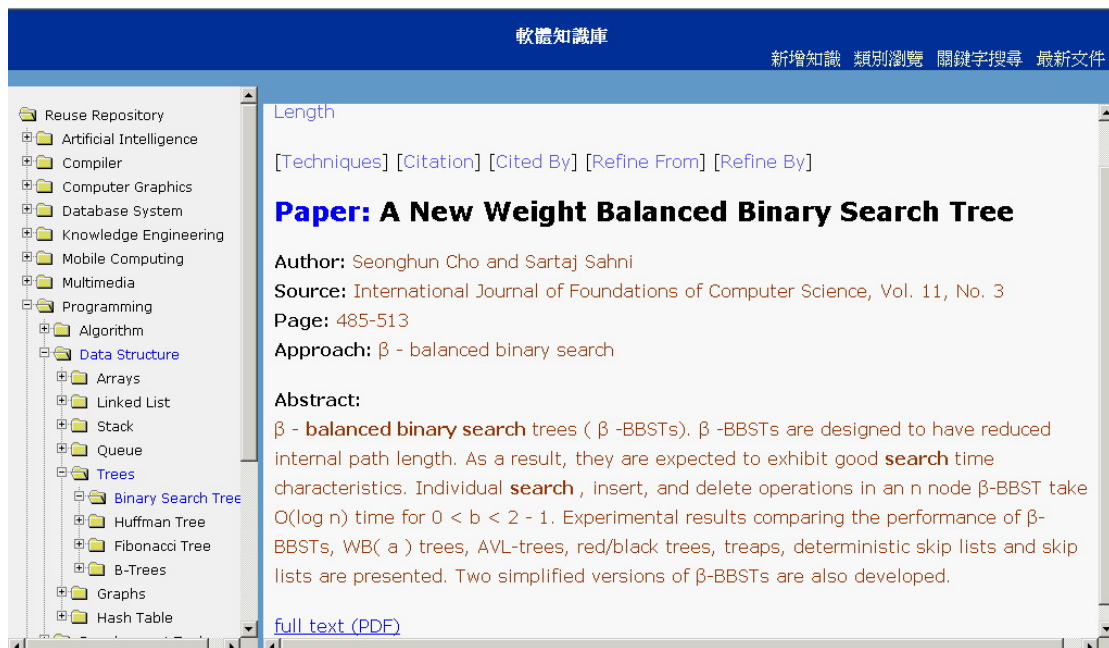 軟體知識庫
新增知識 類別瀏覽 關鍵字搜尋 最新文件
Reuse Repository
Artificial Intelligence
Compiler
Computer Graphics
Database System
Knowledge Engineering
Mobile Computing
Multimedia
Programming
Algorithm
Data Structure
Arrays
Linked List
Stack
Queue
Trees
Binary Search Tree
Huffman Tree
Fibonacci Tree
B-Trees
Graphs
Hash Table
Length
[Techniques] [Citation] [Cited By] [Refine From] [Refine By]
Paper: A New Weight Balanced Binary Search Tree
Author: Seonghun Cho and Sartaj Sahni
Source: International Journal of Foundations of Computer Science, Vol. 11, No. 3
Page: 485-513
Approach: β - balanced binary search
Abstract:
β - balanced binary search trees ( β -BBSTs). β -BBSTs are designed to have reduced
internal path length. As a result, they are expected to exhibit good search time
characteristics. Individual search , insert, and delete operations in an n node β-BBST take
O(log n) time for 0 < b < 2 - 1. Experimental results comparing the performance of β-
BBSTs, WB( a ) trees, AVL-trees, red/black trees, treaps, deterministic skip lists and skip
lists are presented. Two simplified versions of β-BBSTs are also developed.
full text (PDF)